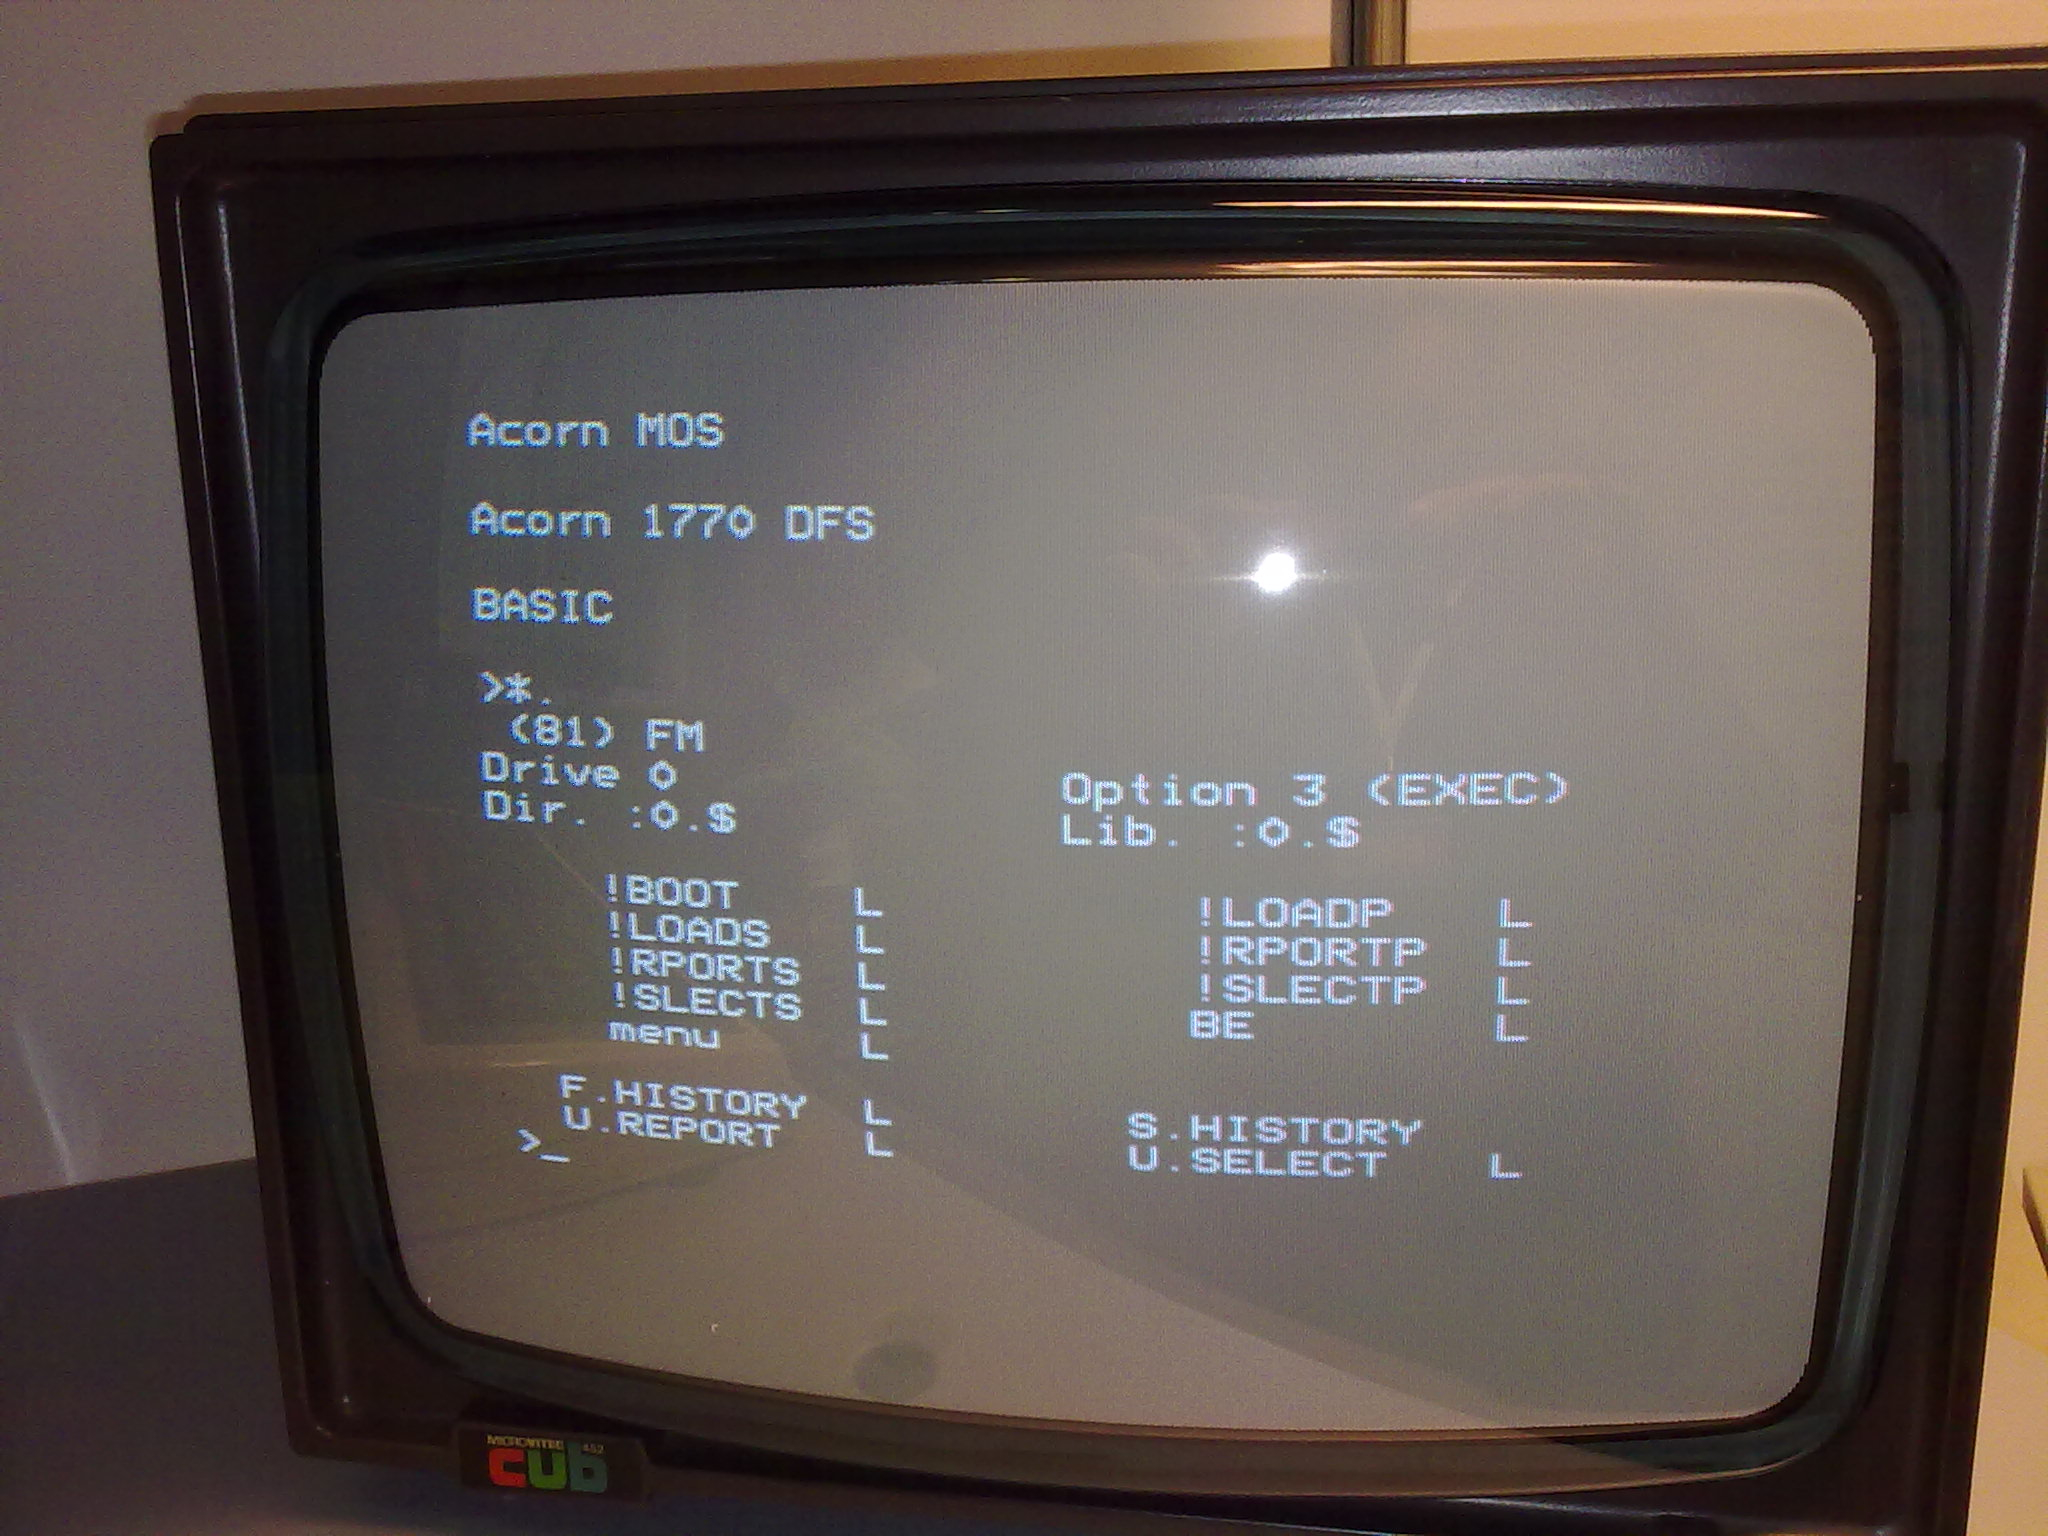 Acorn MOS
Acorn 1770 DFS
BASIC
>*.
(81) FM
Drive 0
Option 3 (EXEC)
Dir. :0.$
Lib. :0.$
!BOOT L !LOADP L
!LOADS L !RPORTP L
!RPORTS L !SLECTP L
!SLECTS L BE L
menu L
F.HISTORY L S.HISTORY
U.REPORT L U.SELECT L
>_
MICROVITEC 452
CUB